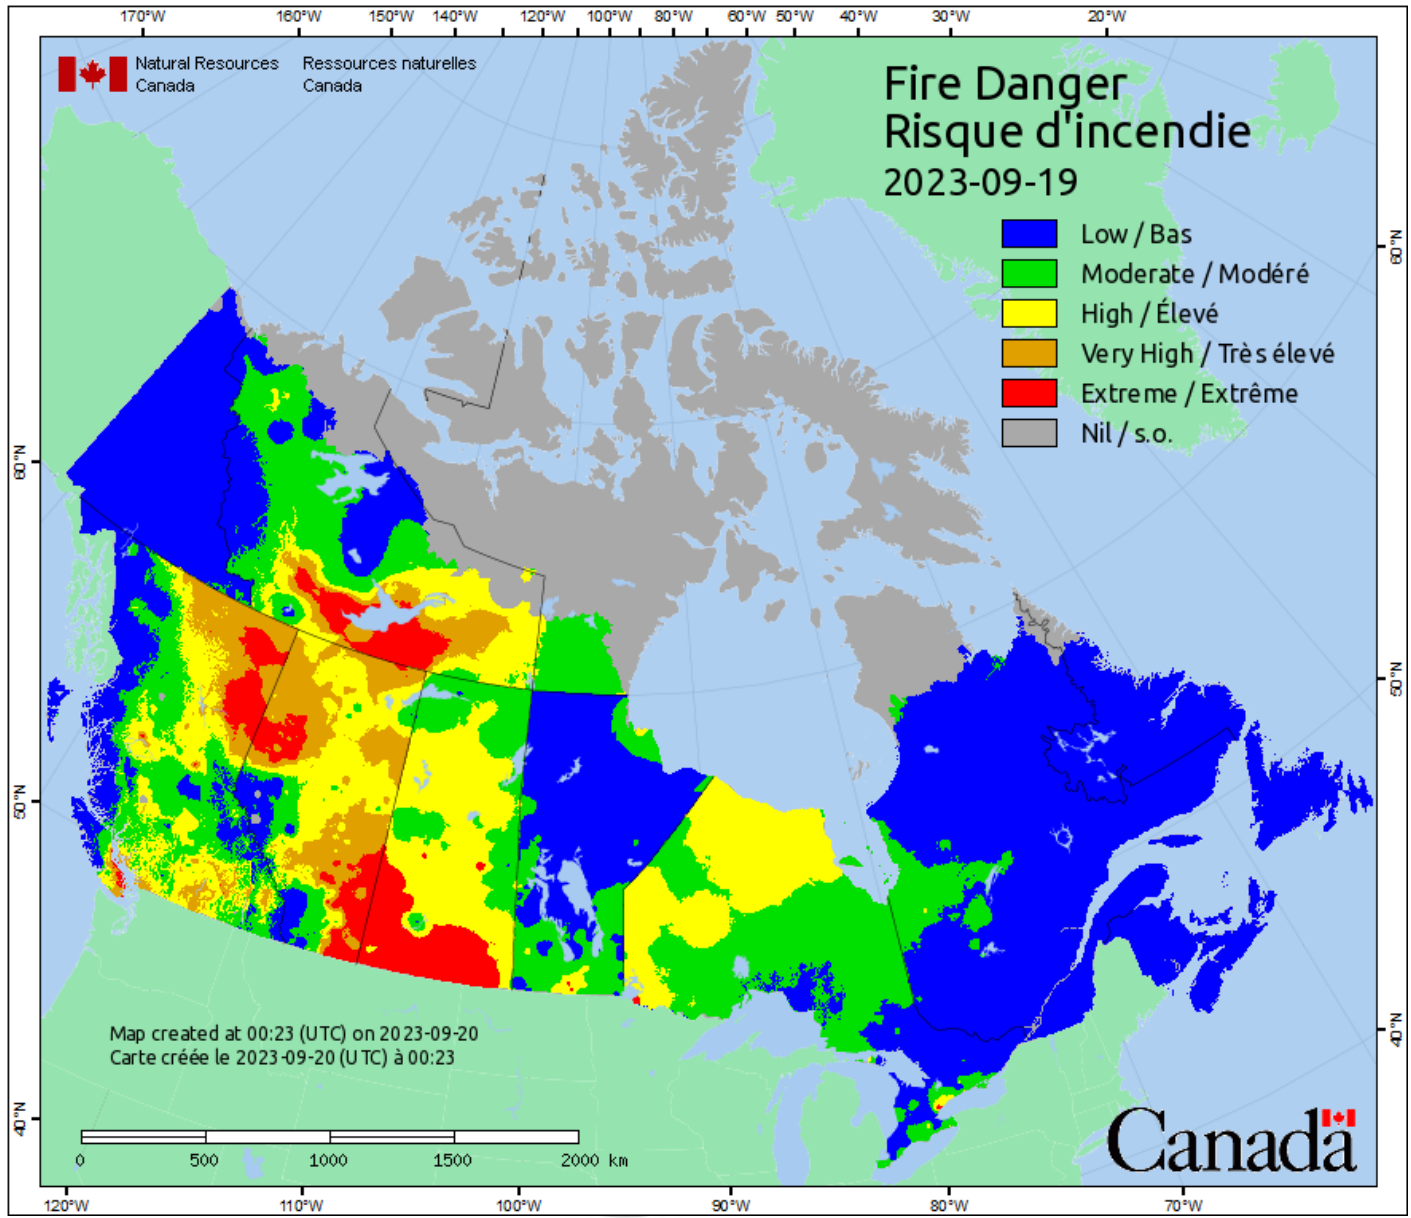 170°W 160°W 150°W 140°W 120°W 100°W 80°W 60°W 50°W 40°W 30°W 20°W
Natural Resources Ressources naturelles
Canada Canada
Fire Danger
Risque d'incendie
2023-09-19
Low / Bas
Moderate / Modéré
High / Élevé
Very High / Très élevé
Extreme / Extrême
Nil / s.o.
60°N
60°N
50°N
50°N
40°N
40°N
Map created at 00:23 (UTC) on 2023-09-20
Carte créée le 2023-09-20 (UTC) à 00:23
0 500 1000 1500 2000 km
Canada
120°W 110°W 100°W 90°W 80°W 70°W